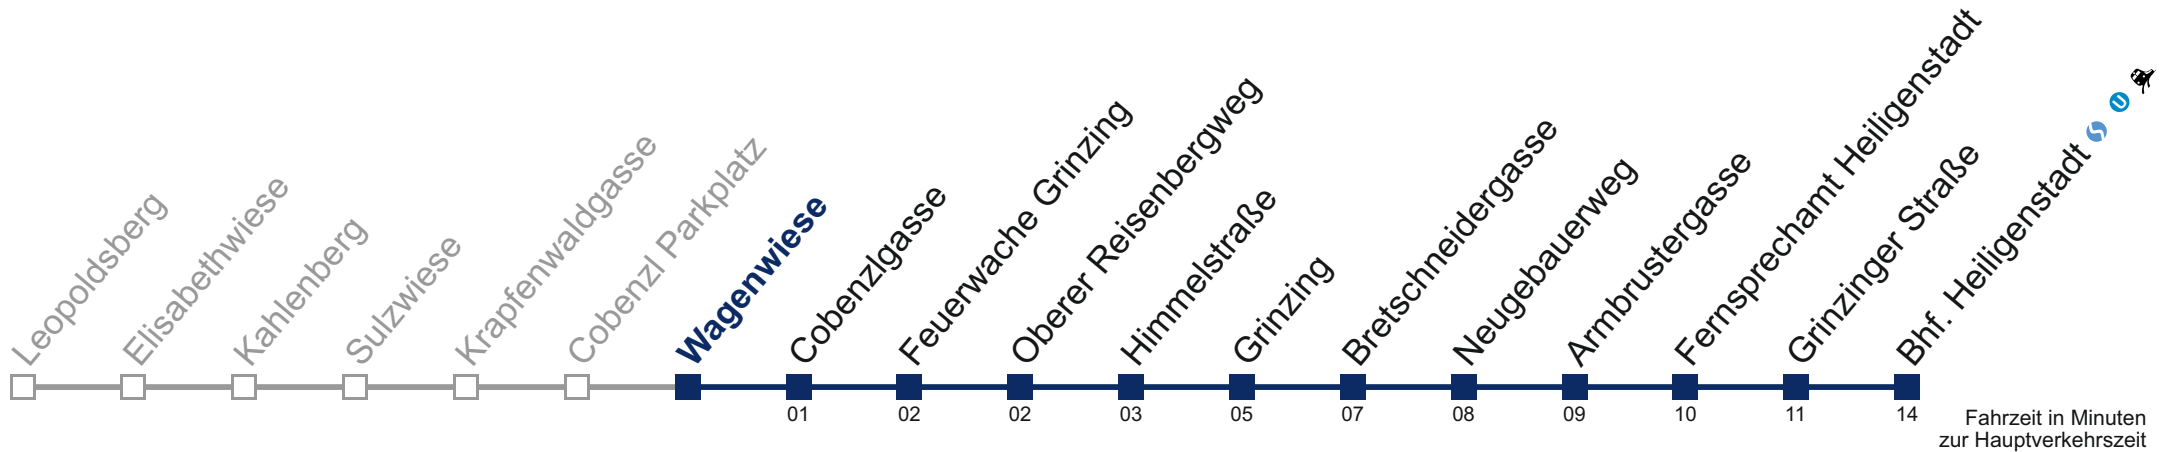 Leopoldsberg
Elisabethwiese
Kahlenberg
Sulzwiese
Krapfenwaldgasse
Cobenzl Parkplatz
Wagenwiese
Cobenzlgasse
Feuerwache Grinzing
Oberer Reisenbergweg
Himmelstraße
Grinzing
Bretschneidergasse
Neugebauerweg
Armbrustergasse
Fernsprechamt Heiligenstadt
Grinzinger Straße
Bhf. Heiligenstadt S U
01 02 02 03 05 07 08 09 10 11 14
Fahrzeit in Minuten
zur Hauptverkehrszeit